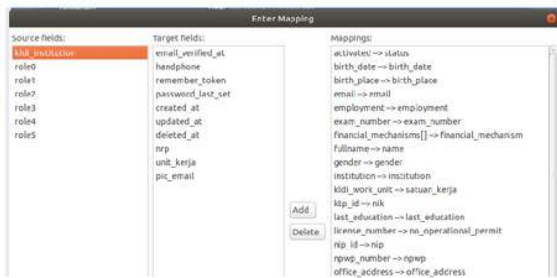 Enter Mapping
Source fields:
kldi_institution
role0
role1
role2
role3
role4
role5
Target fields:
email_verified_at
handphone
remember_token
password_last_set
created_at
updated_at
deleted_at
nrp
unit_kerja
pic_email
Add
Delete
Mappings:
activated --> status
birth_date --> birth_date
birth_place --> birth_place
email --> email
employment --> employment
exam_number --> exam_number
financial_mechanisms[] --> financial_mechanism
fullname --> name
gender --> gender
institution --> institution
kldi_work_unit --> satuan_kerja
ktp_id --> nik
last_education --> last_education
license_number --> no_operational_permit
nip_id --> nip
npwp_number --> npwp
office_address --> office_address